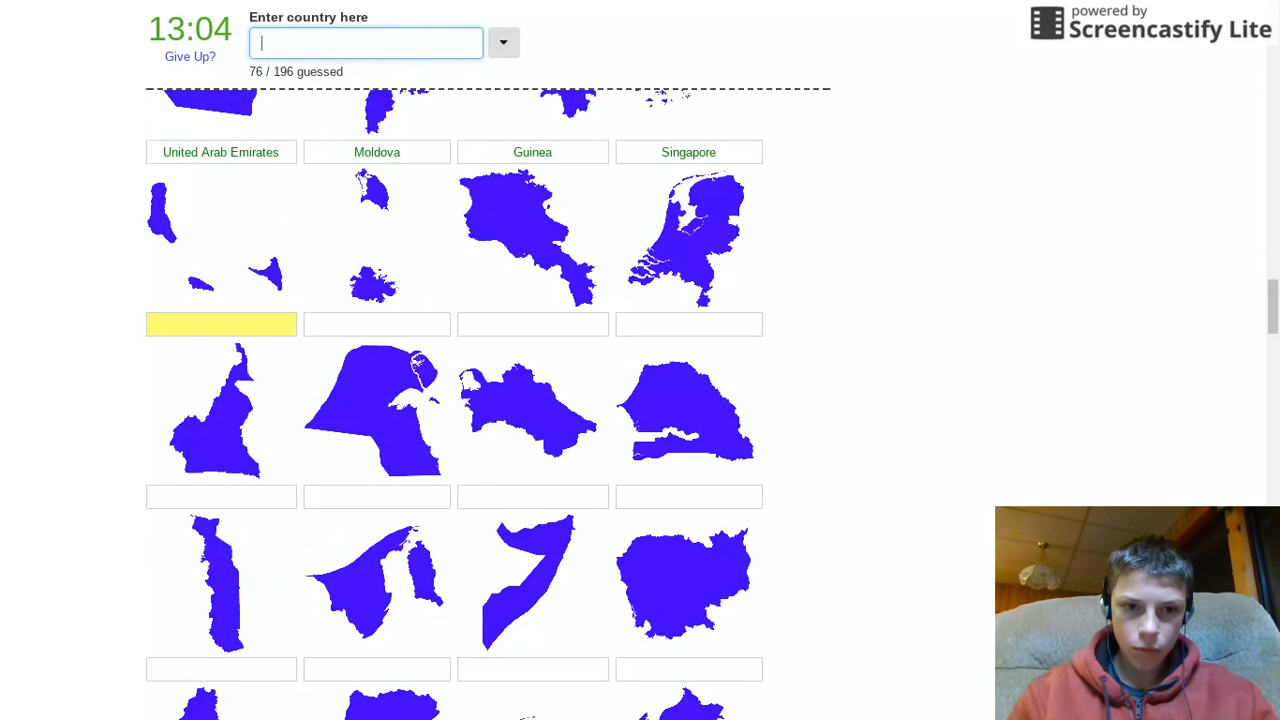 13:04
Give Up?
Enter country here
76 / 196 guessed
powered by
Screencastify Lite
United Arab Emirates
Moldova
Guinea
Singapore